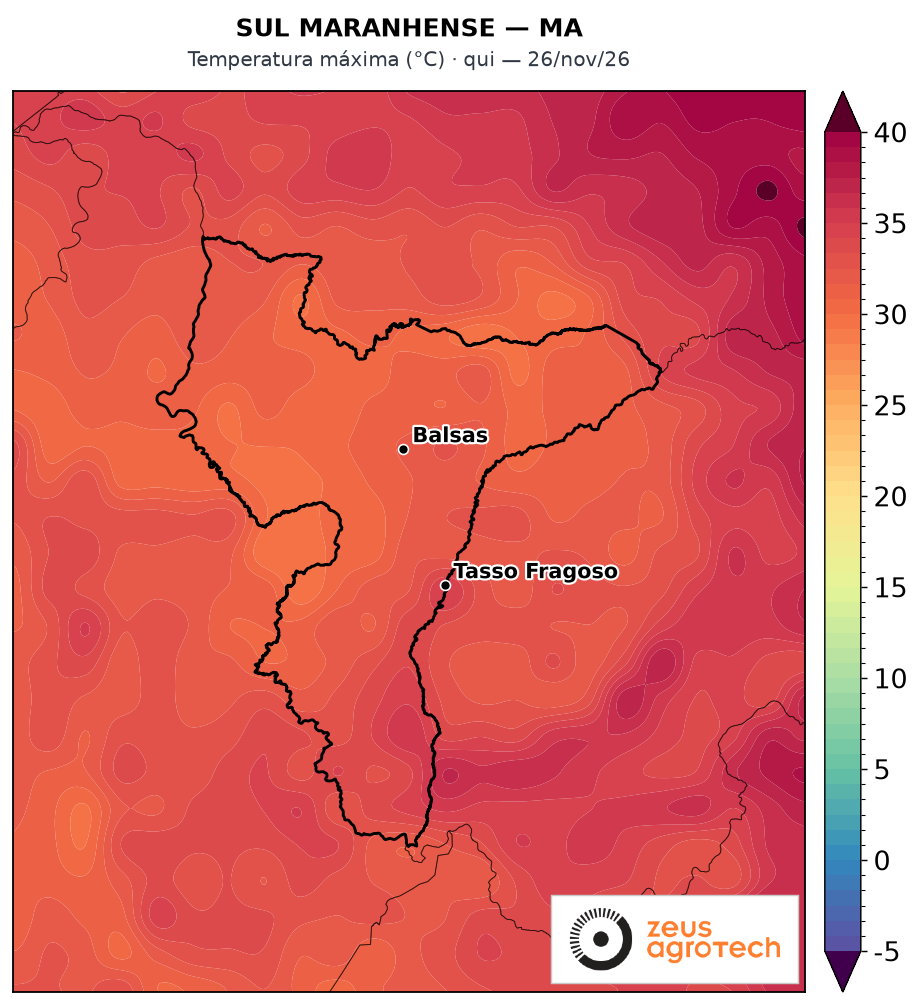 SUL MARANHENSE — MA
Temperatura máxima (°C) · qui — 26/nov/26
40
35
30
25
20
15
10
5
0
-5
Balsas
Tasso Fragoso
zeus
agrotech